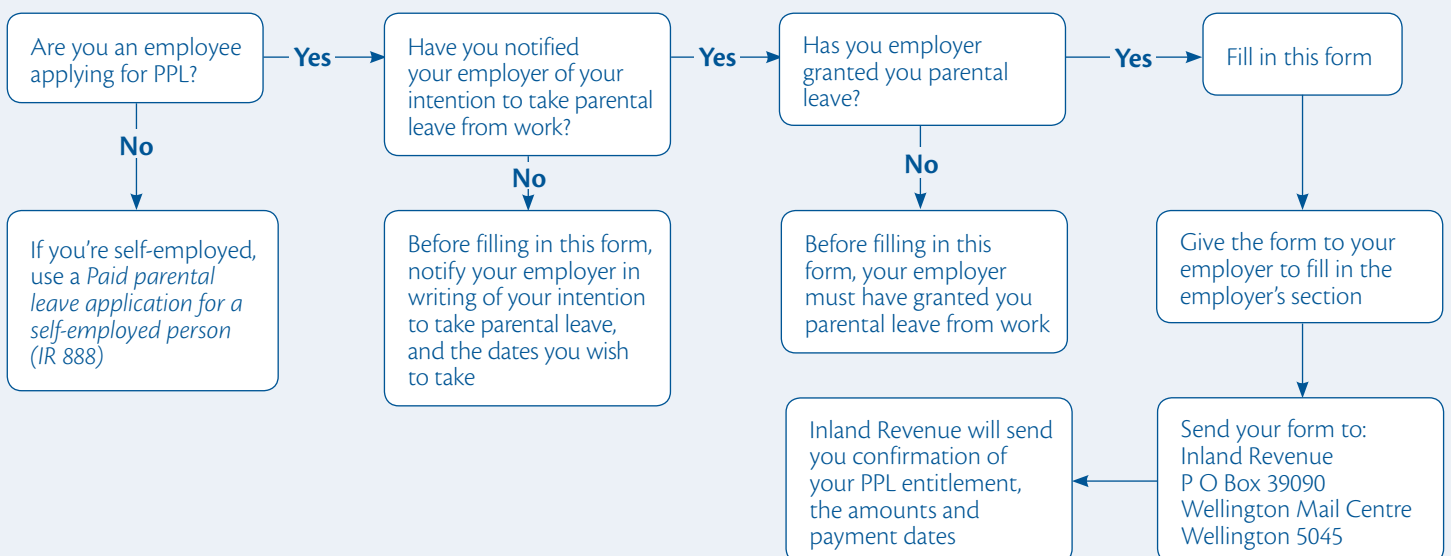 Are you an employee
applying for PPL?
Yes
Have you notified
your employer of your
intention to take parental
leave from work?
Yes
Has you employer
granted you parental
leave?
Yes
Fill in this form
No
No
No
If you're self-employed,
use a Paid parental
leave application for a
self-employed person
(IR 888)
Before filling in this form,
notify your employer in
writing of your intention
to take parental leave,
and the dates you wish
to take
Before filling in this
form, your employer
must have granted you
parental leave from work
Give the form to your
employer to fill in the
employer's section
Send your form to:
Inland Revenue
P O Box 39090
Wellington Mail Centre
Wellington 5045
Inland Revenue will send
you confirmation of
your PPL entitlement,
the amounts and
payment dates